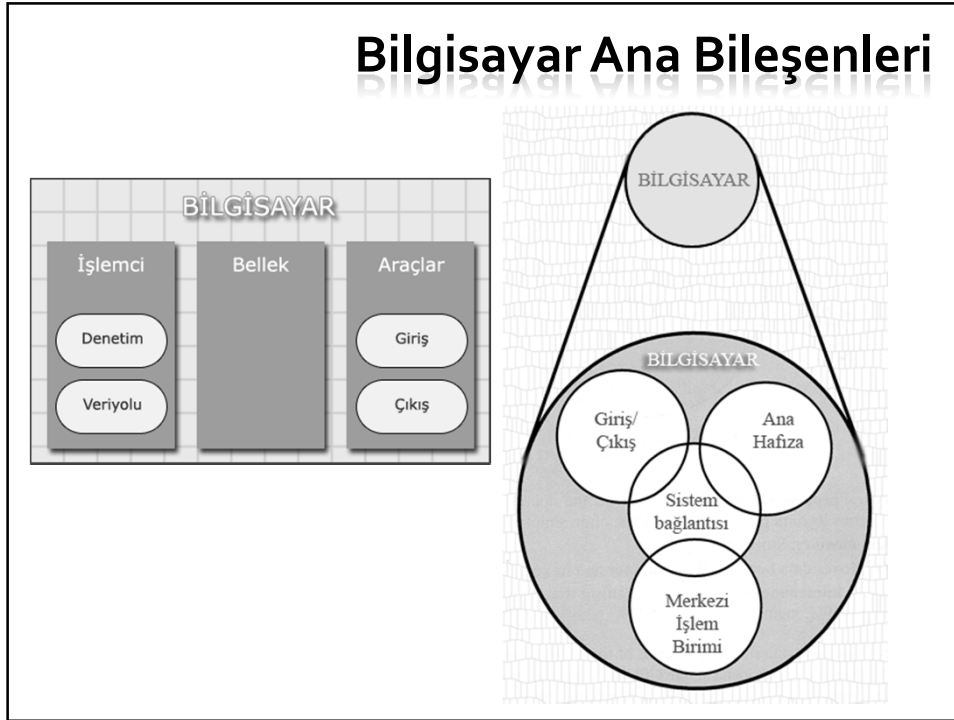 Bilgisayar Ana Bileşenleri
BİLGİSAYAR
İşlemci
Bellek
Araçlar
Denetim
Giriş
Veriyolu
Çıkış
BİLGİSAYAR
BİLGİSAYAR
Giriş/
Çıkış
Ana
Hafıza
Sistem
bağlantısı
Merkezi
İşlem
Birimi